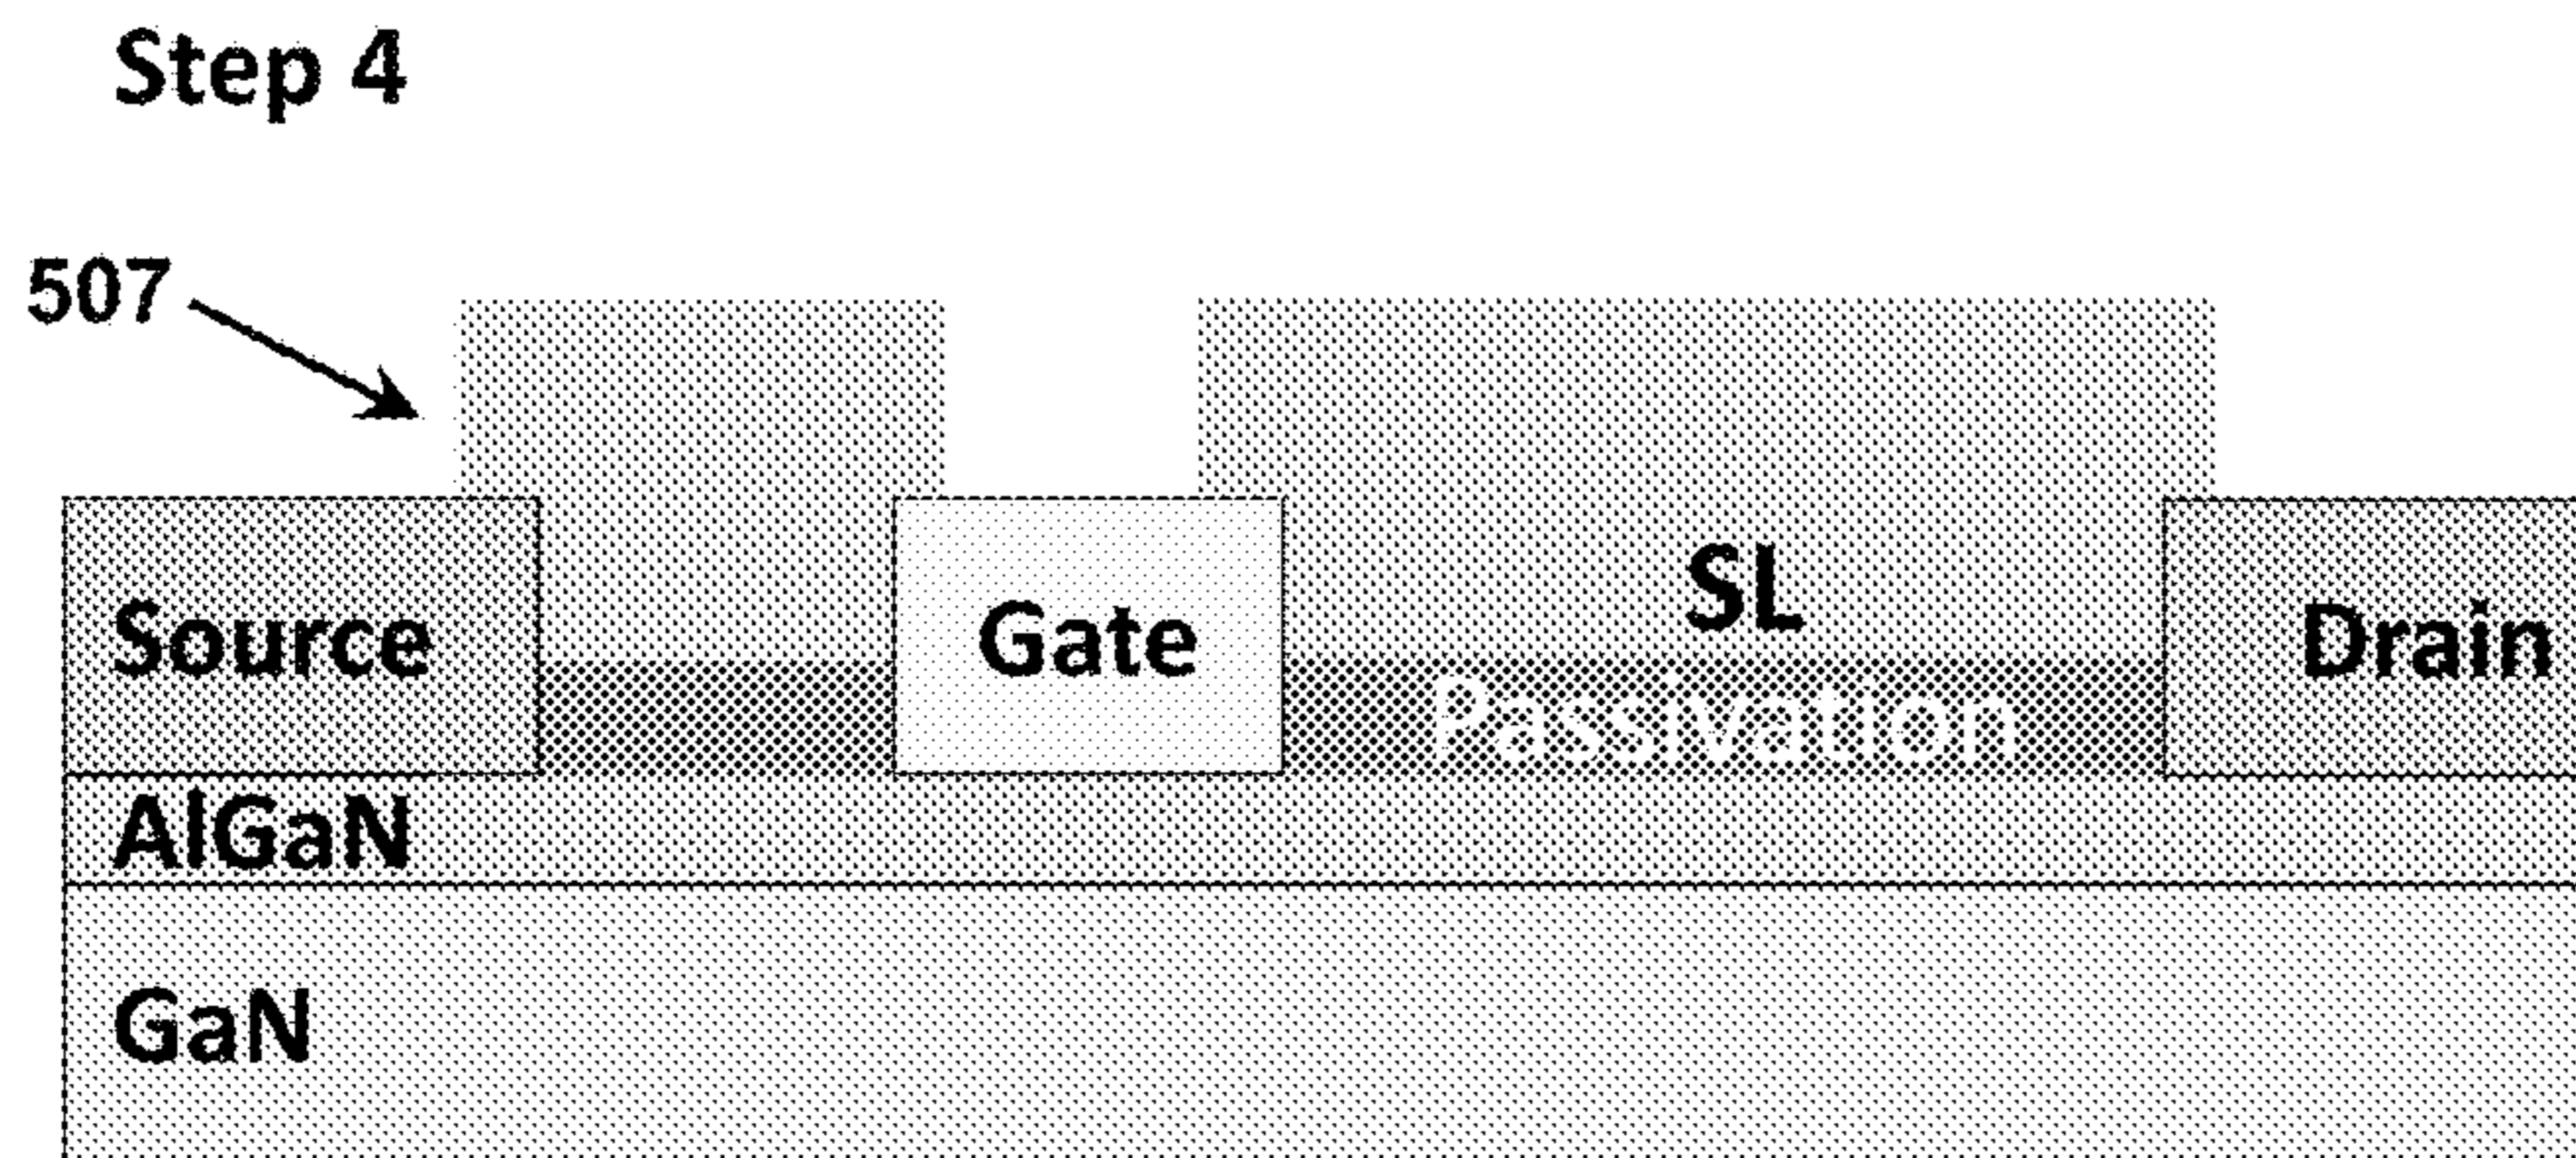 Step 4
507
SL
Source
Gate
Drain
Passivation
AlGaN
GaN